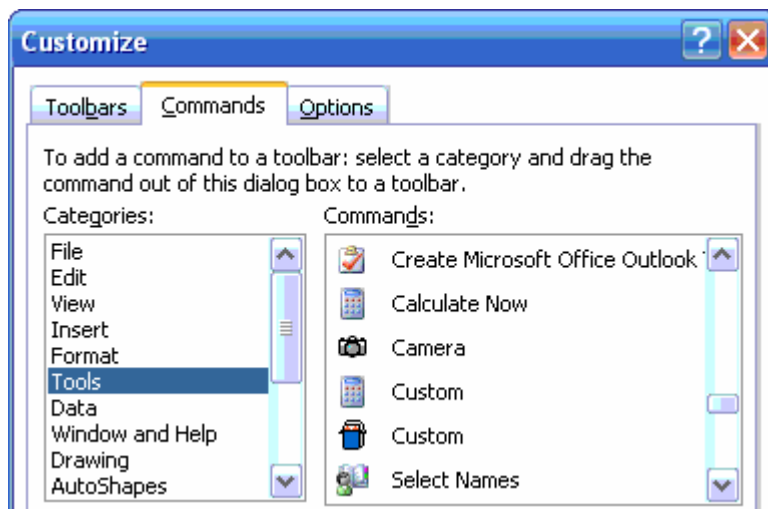 Customize
Toolbars Commands Options
To add a command to a toolbar: select a category and drag the
command out of this dialog box to a toolbar.
Categories:
File
Edit
View
Insert
Format
Tools
Data
Window and Help
Drawing
AutoShapes
Commands:
Create Microsoft Office Outlook
Calculate Now
Camera
Custom
Custom
Select Names